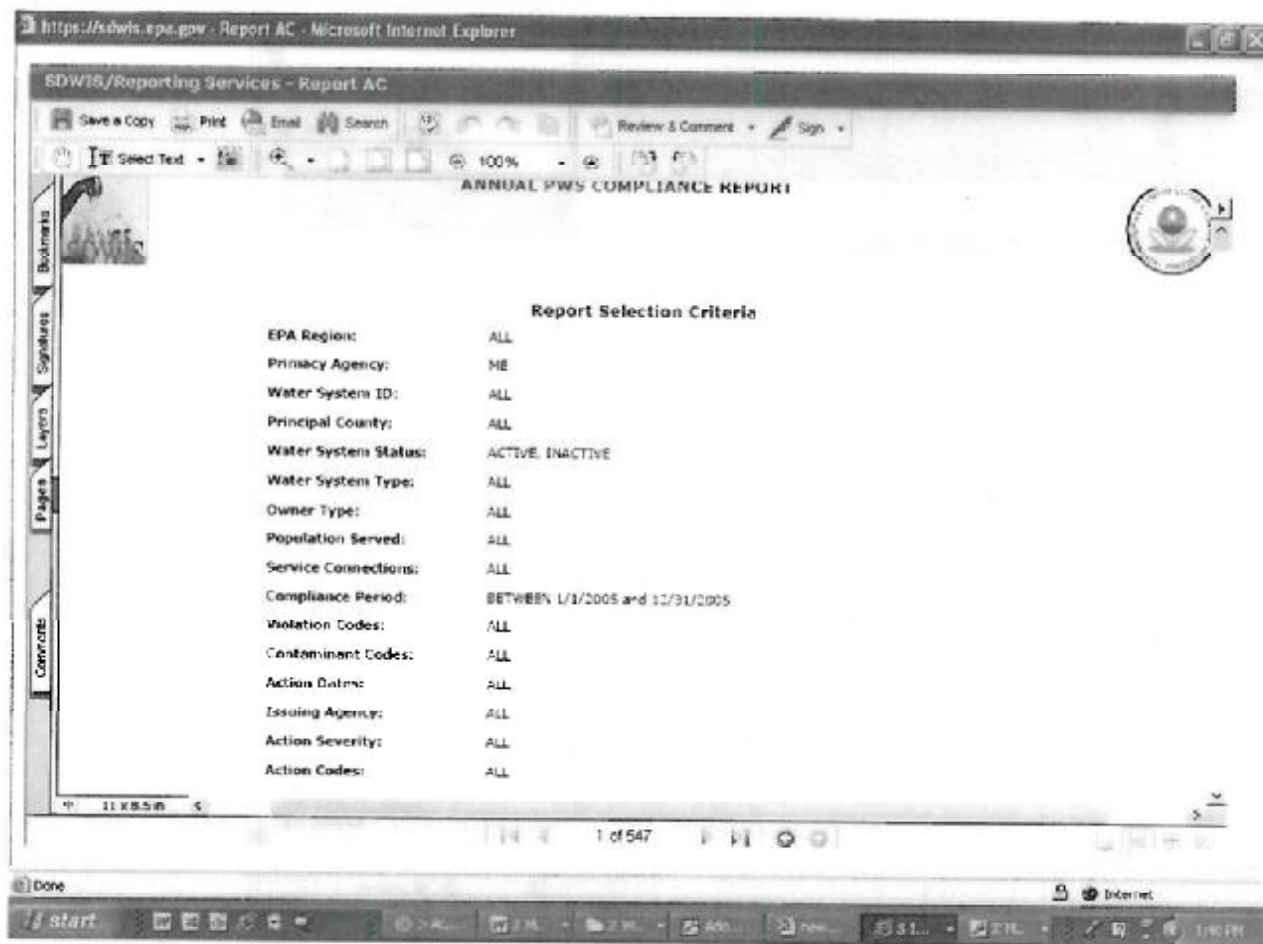 https://sdwis.epa.gov - Report AC - Microsoft Internet Explorer
SDWIS/Reporting Services - Report AC
Save a Copy Print Email Search Review & Comment Sign
Select Text 100%
ANNUAL PWS COMPLIANCE REPORT
sdwis
Bookmarks
Signatures
Layers
Pages
Comments
Report Selection Criteria
EPA Region: ALL
Primacy Agency: ME
Water System ID: ALL
Principal County: ALL
Water System Status: ACTIVE, INACTIVE
Water System Type: ALL
Owner Type: ALL
Population Served: ALL
Service Connections: ALL
Compliance Period: BETWEEN 1/1/2005 and 12/31/2005
Violation Codes: ALL
Contaminant Codes: ALL
Action Dates: ALL
Issuing Agency: ALL
Action Severity: ALL
Action Codes: ALL
11 x 8.5 in
1 of 547
Done Internet
start